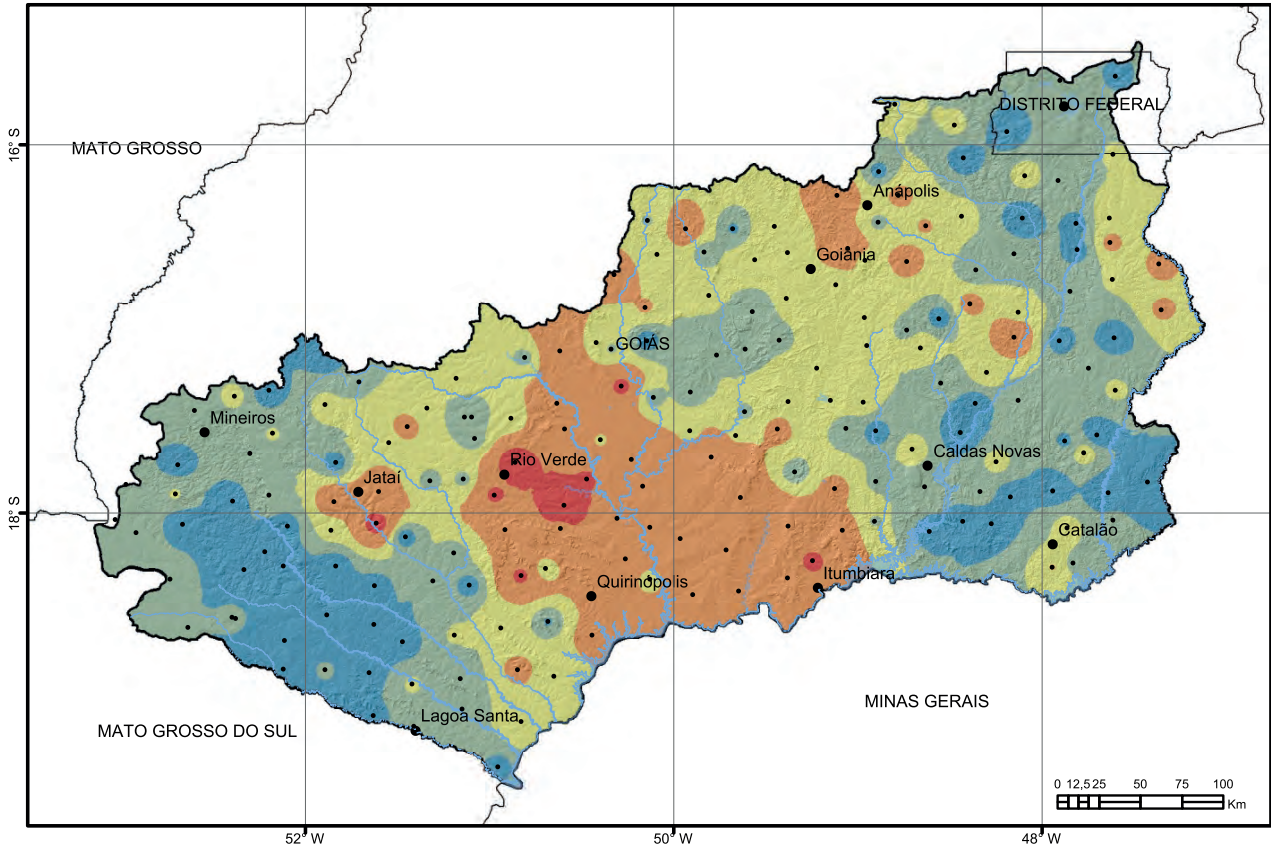 DISTRITO FEDERAL
16° S
MATO GROSSO
Anápolis
Goiânia
GOIÁS
Mineiros
Caldas Novas
Rio Verde
Jataí
18° S
Catalão
Itumbiara
Quirinópolis
MINAS GERAIS
Lagoa Santa
MATO GROSSO DO SUL
0 12,5 25 50 75 100
Km
52° W 50° W 48° W